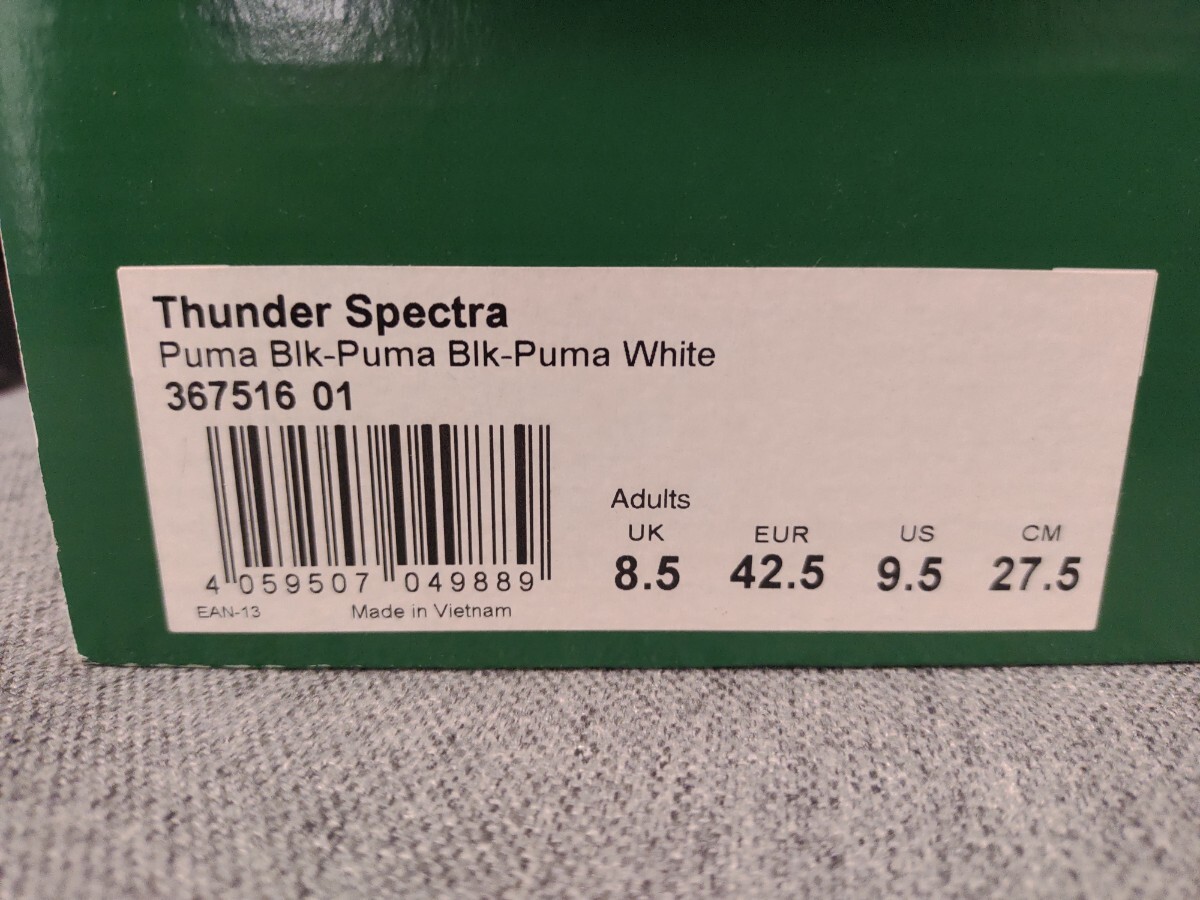 Thunder Spectra
Puma Blk-Puma Blk-Puma White
367516 01
4 059507 049889
EAN-13 Made in Vietnam
Adults
UK EUR US CM
8.5 42.5 9.5 27.5